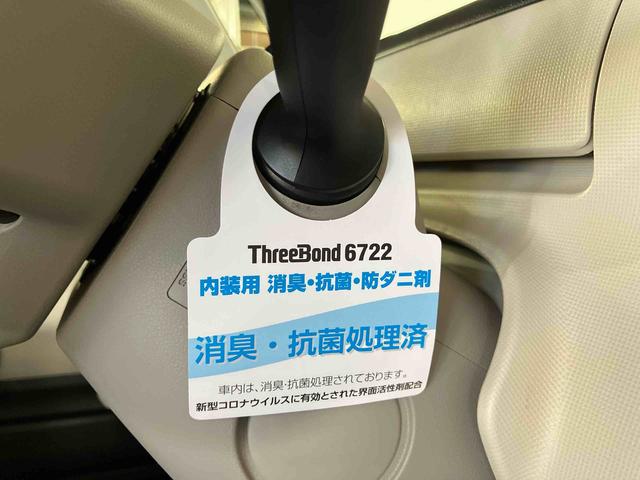 ThreeBond 6722
内装用 消臭・抗菌・防ダニ剤
消臭・抗菌処理済
車内は、消臭・抗菌処理されております。
新型コロナウイルスに有効とされた界面活性剤配合